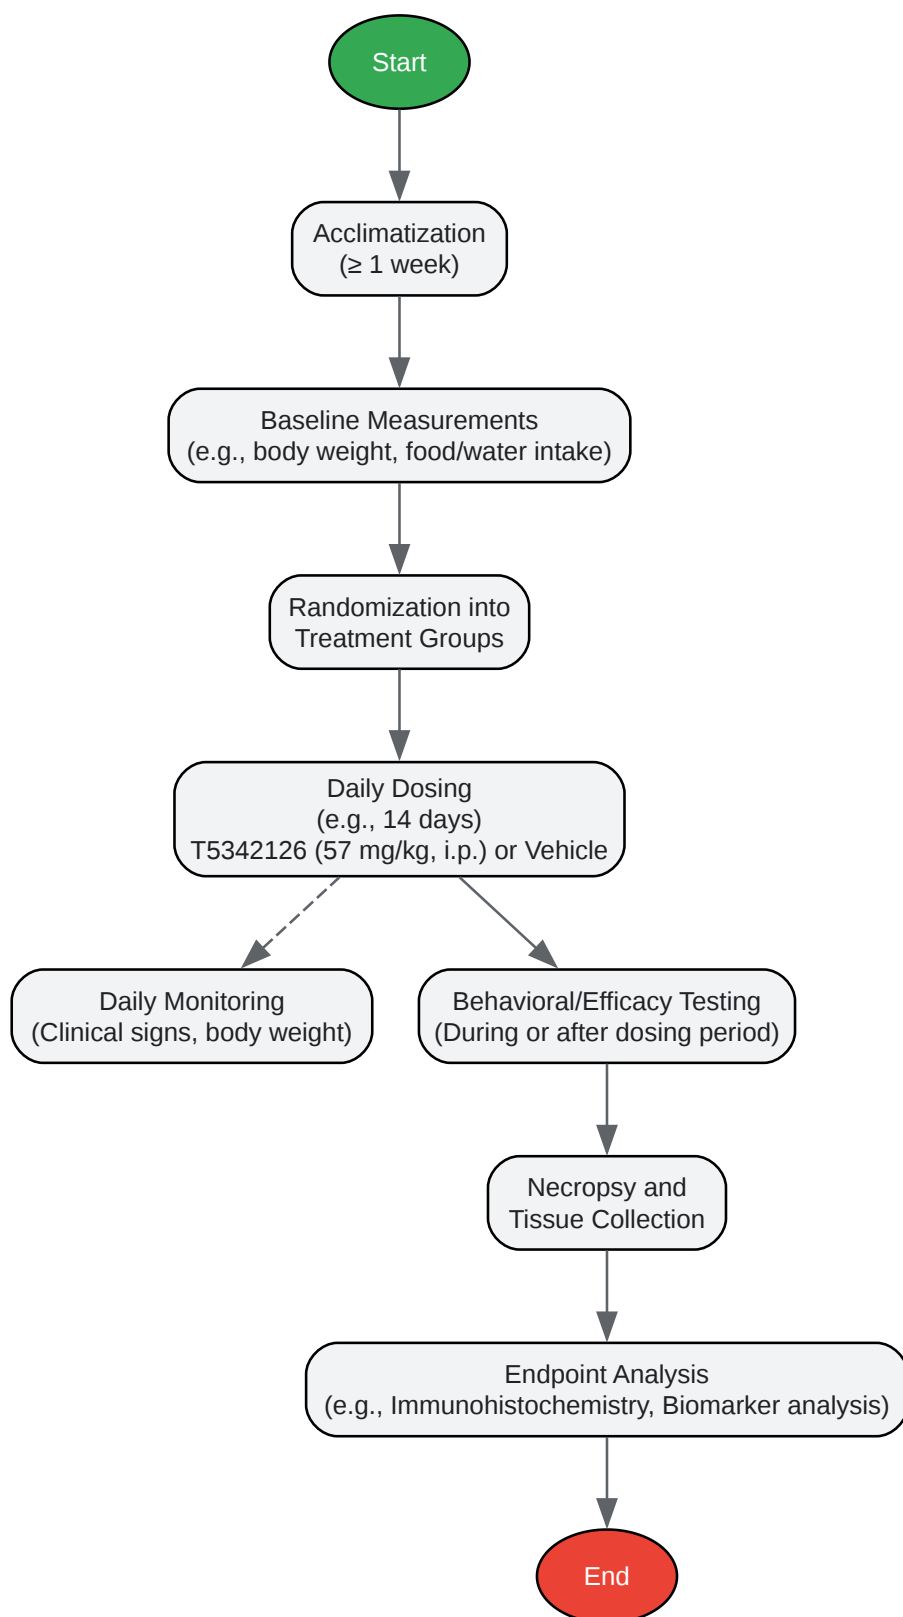 Start
Acclimatization
(≥ 1 week)
Baseline Measurements
(e.g., body weight, food/water intake)
Randomization into
Treatment Groups
Daily Dosing
(e.g., 14 days)
T5342126 (57 mg/kg, i.p.) or Vehicle
Daily Monitoring
(Clinical signs, body weight)
Behavioral/Efficacy Testing
(During or after dosing period)
Necropsy and
Tissue Collection
Endpoint Analysis
(e.g., Immunohistochemistry, Biomarker analysis)
End